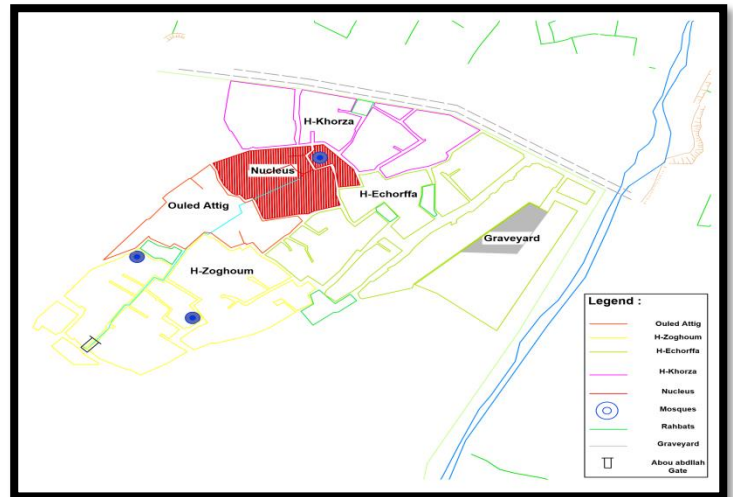 H-Khorza
Nucleus
H-Echorffa
Ouled Attig
Graveyard
H-Zoghoum
Legend :
Ouled Attig
H-Zoghoum
H-Echorffa
H-Khorza
Nucleus
Mosques
Rahbats
Graveyard
Abou abdllah
Gate